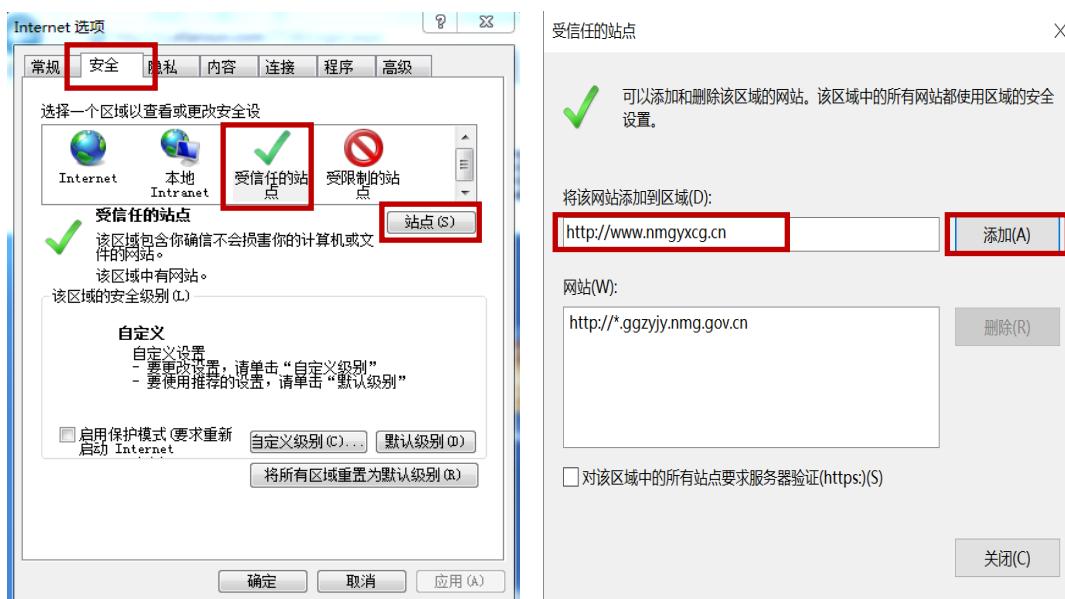 Internet 选项
常规
安全
隐私
内容
连接
程序
高级
选择一个区域以查看或更改安全设
Internet
本地
Intranet
受信任的站
点
受限制的站
点
受信任的站点
站点(S)
该区域包含你确信不会损害你的计算机或文
件的网站。
该区域中有网站。
该区域的安全级别(L)
自定义
自定义设置
- 要更改设置，请单击“自定义级别”
- 要使用推荐的设置，请单击“默认级别”
启用保护模式(要求重新
启动 Internet
自定义级别(C)...
默认级别(D)
将所有区域重置为默认级别(R)
确定
取消
应用(A)
受信任的站点
可以添加和删除该区域的网站。该区域中的所有网站都使用区域的安全
设置。
将该网站添加到区域(D):
http://www.nmgyxcg.cn
添加(A)
网站(W):
http://*.ggzyjy.nmg.gov.cn
删除(R)
对该区域中的所有站点要求服务器验证(https:)(S)
关闭(C)